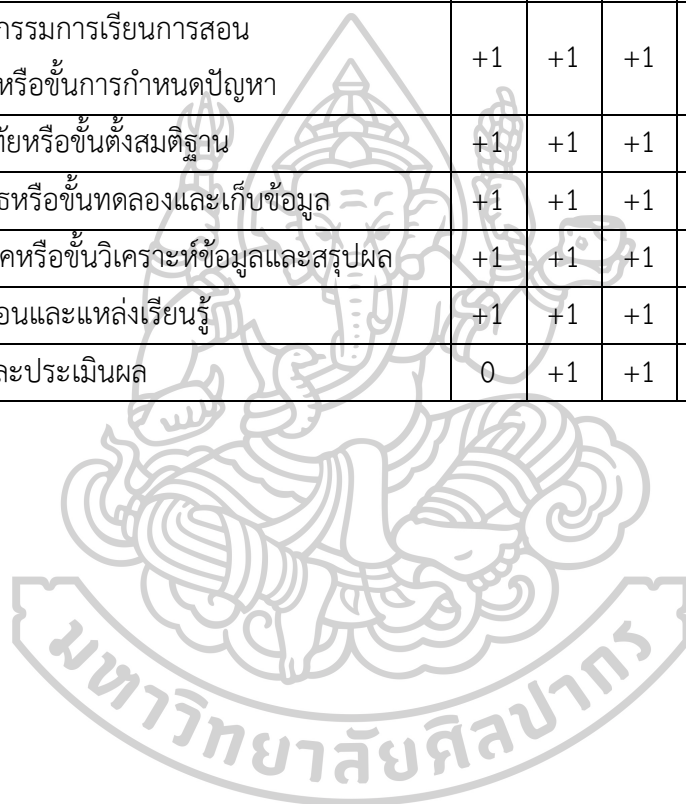 กรรมการเรียนการสอน
หรือขั้นการกำหนดปัญหา +1 +1 +1
ทัยหรือขั้นตั้งสมติฐาน +1 +1 +1
ธหรือขั้นทดลองและเก็บข้อมูล +1 +1 +1
คหรือขั้นวิเคราะห์ข้อมูลและสรุปผล +1 +1 +1
อนและแหล่งเรียนรู้ +1 +1 +1
ละประเมินผล 0 +1 +1
มหาวิทยาลัยศิลปากร